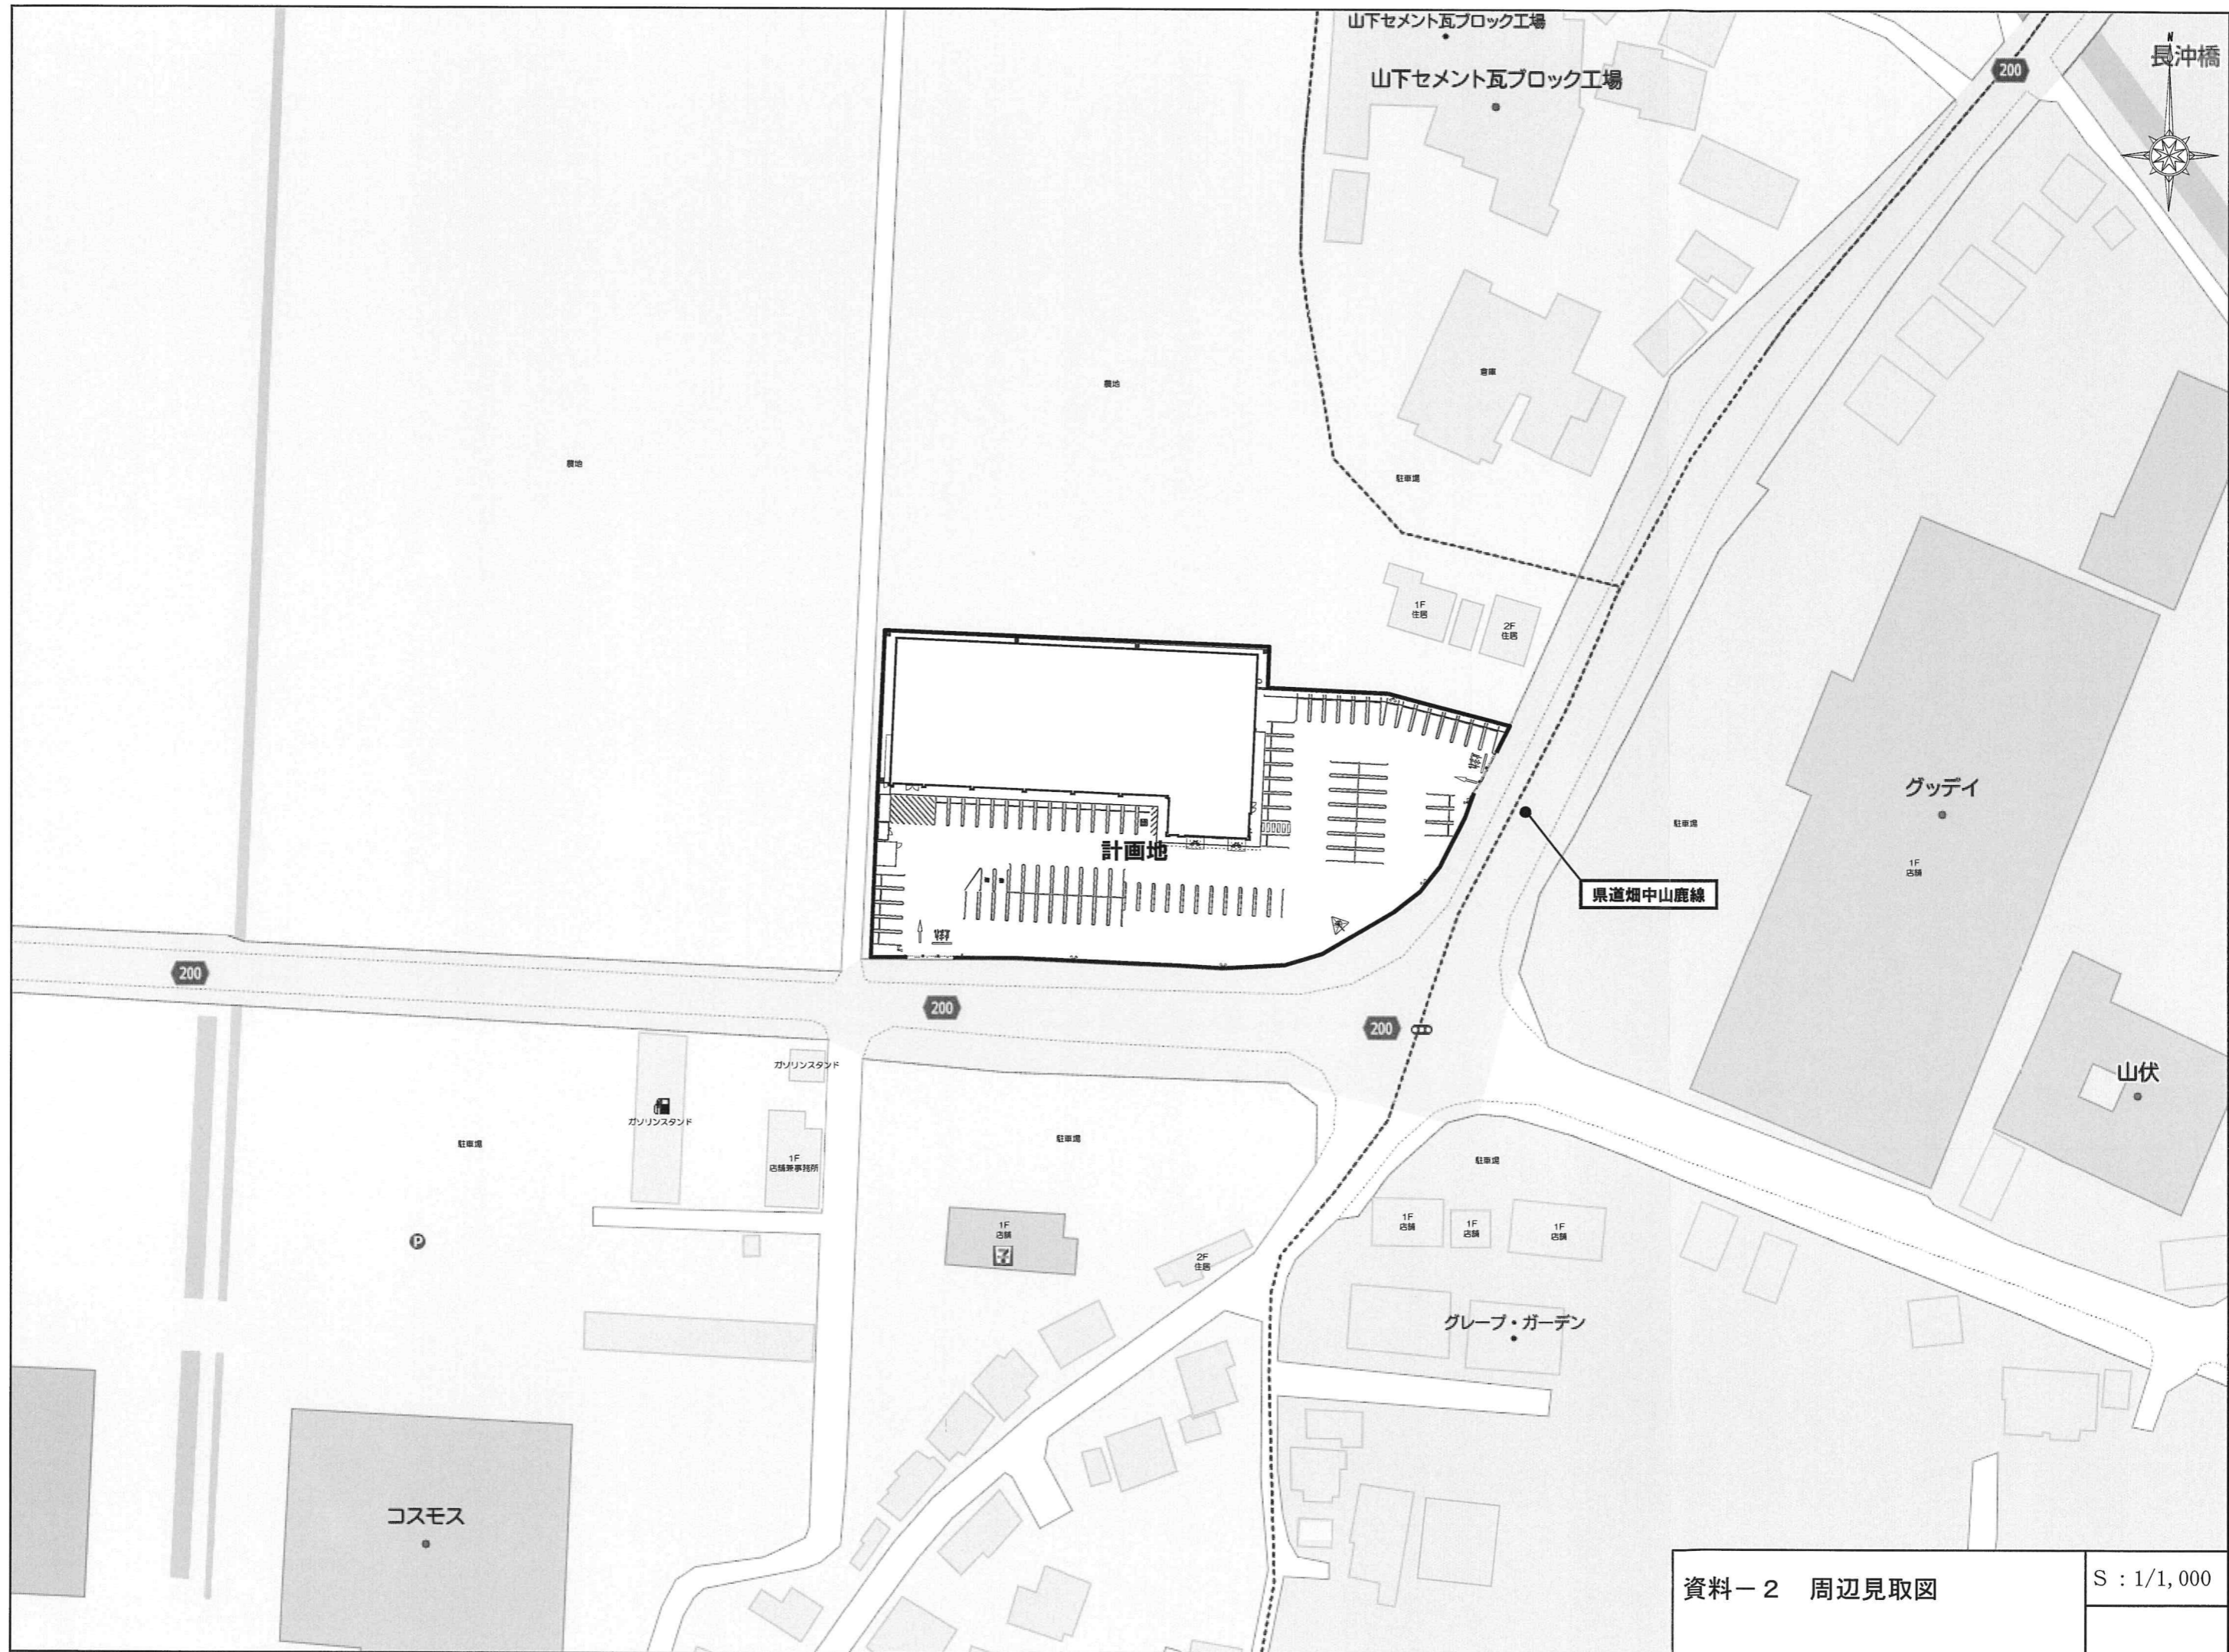 山下セメント瓦ブロック工場
山下セメント瓦ブロック工場
200
N
長沖橋
農地
倉庫
農地
駐車場
1F
住居
2F
住居
グッデイ
駐車場
1F
店舗
計画地
県道畑中山鹿線
200
200
200
ガソリンスタンド
ガソリンスタンド
山伏
駐車場
1F
店舗兼事務所
駐車場
駐車場
P
1F
店舗
7
2F
住居
1F
店舗
1F
店舗
1F
店舗
グレープ・ガーデン
コスモス
資料－2 周辺見取図
S : 1/1,000